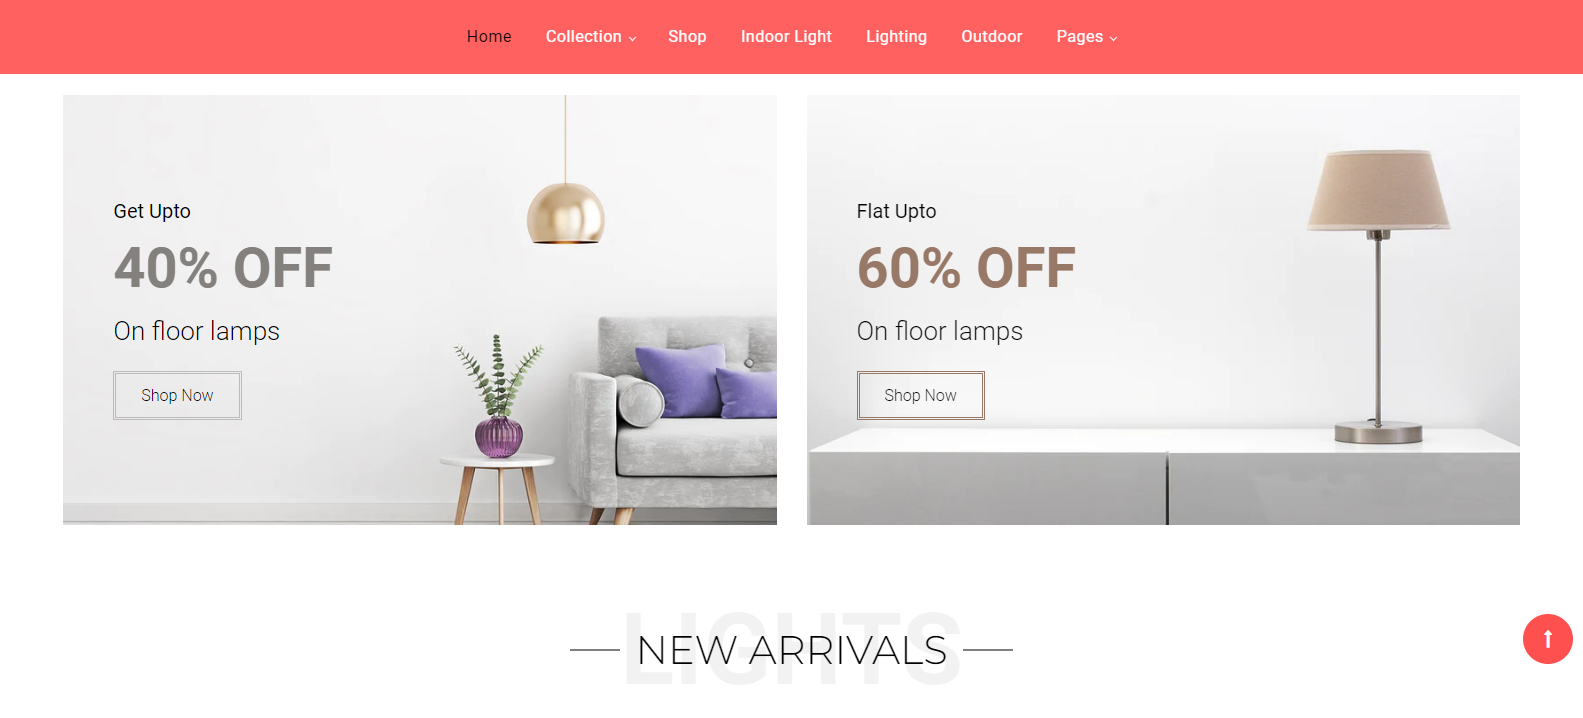 Home Collection Shop Indoor Light Lighting Outdoor Pages
Get Upto
40% OFF
On floor lamps
Shop Now
Flat Upto
60% OFF
On floor lamps
Shop Now
LIGHTS
NEW ARRIVALS